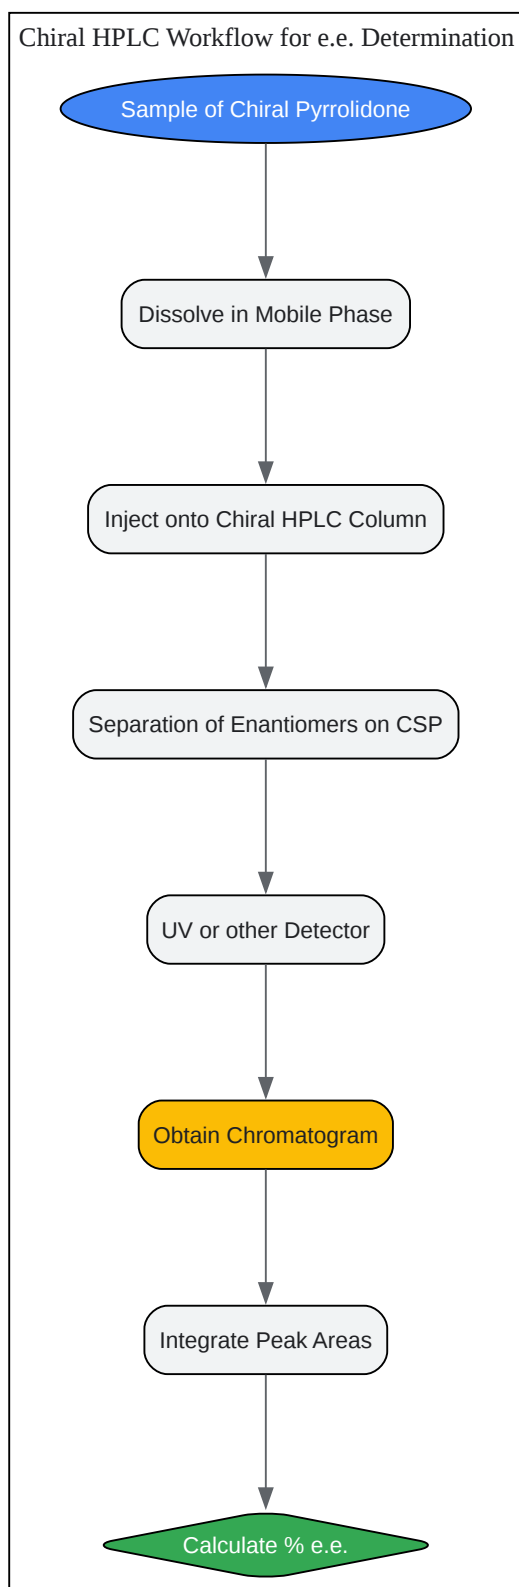 Chiral HPLC Workflow for e.e. Determination
Sample of Chiral Pyrrolidone
Dissolve in Mobile Phase
Inject onto Chiral HPLC Column
Separation of Enantiomers on CSP
UV or other Detector
Obtain Chromatogram
Integrate Peak Areas
Calculate % e.e.